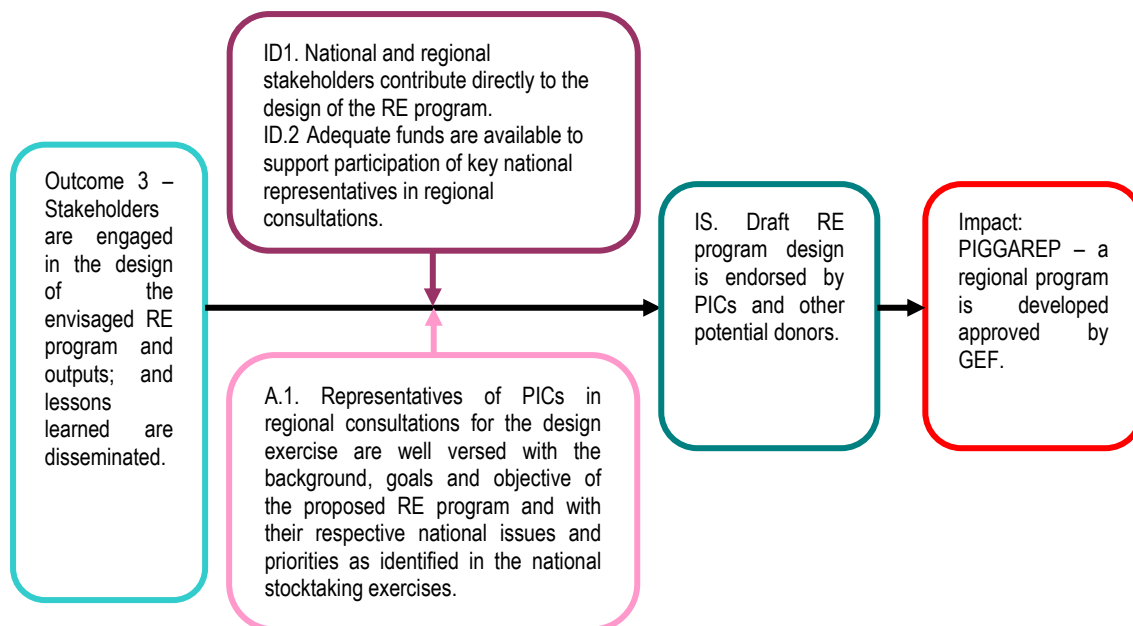 Outcome 3 –
Stakeholders
are engaged
in the design
of the
envisaged RE
program and
outputs; and
lessons
learned are
disseminated.
ID1. National and regional
stakeholders contribute directly to the
design of the RE program.
ID.2 Adequate funds are available to
support participation of key national
representatives in regional
consultations.
A.1. Representatives of PICs in
regional consultations for the design
exercise are well versed with the
background, goals and objective of
the proposed RE program and with
their respective national issues and
priorities as identified in the national
stocktaking exercises.
IS. Draft RE
program design
is endorsed by
PICs and other
potential donors.
Impact:
PIGGAREP – a
regional program
is developed
approved by
GEF.